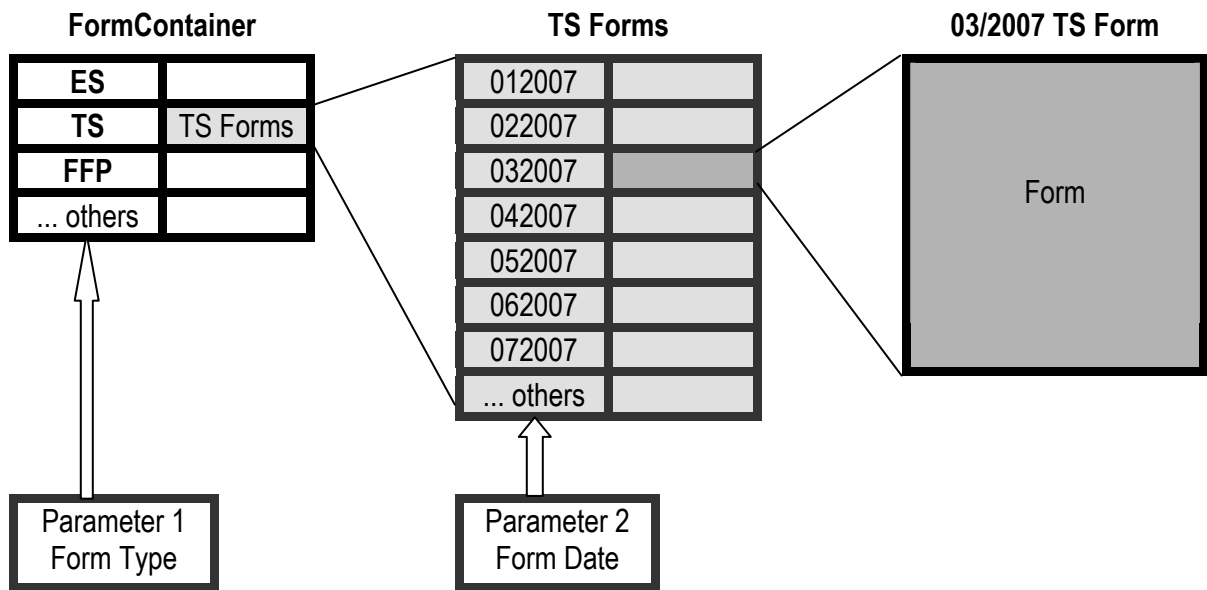 FormContainer
ES
TS TS Forms
FFP
... others
Parameter 1
Form Type
TS Forms
012007
022007
032007
042007
052007
062007
072007
... others
Parameter 2
Form Date
03/2007 TS Form
Form